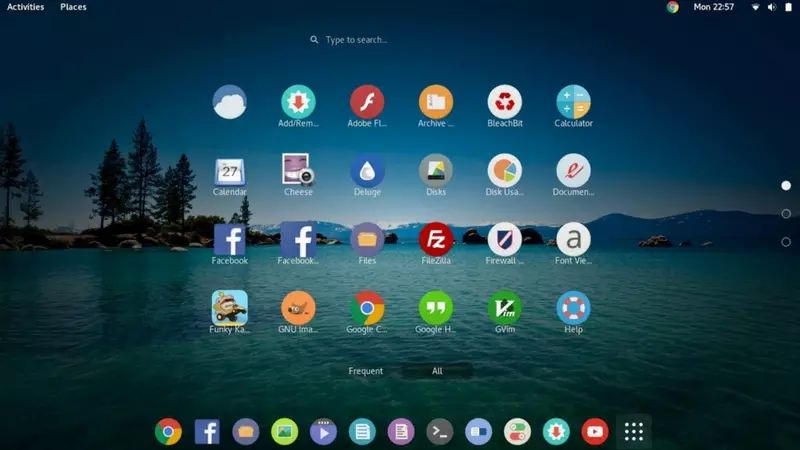 Activities Places Mon 22:57
Type to search...
Add/Rem... Adobe Fl... Archive ... BleachBit Calculator
27
Calendar Cheese Deluge Disks Disk Usa... Documen...
Facebook Facebook... Files FileZilla Firewall ... Font Vie...
Funky Ka... GNU Ima... Google C... Google H... GVim Help
Frequent All